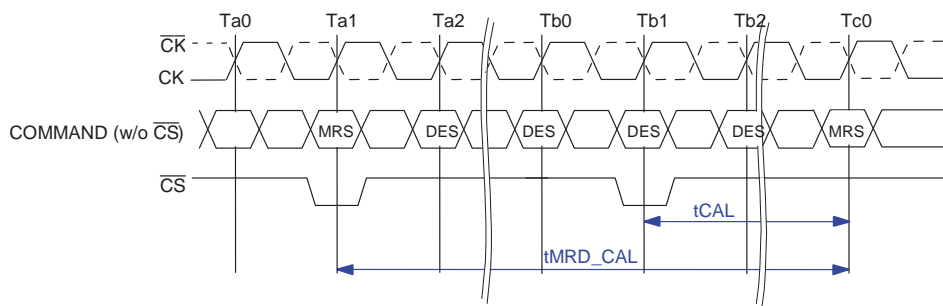 Ta0 Ta1 Ta2 Tb0 Tb1 Tb2 Tc0
CK
CK
COMMAND (w/o CS)
MRS DES DES DES DES MRS
CS
tCAL
tMRD_CAL